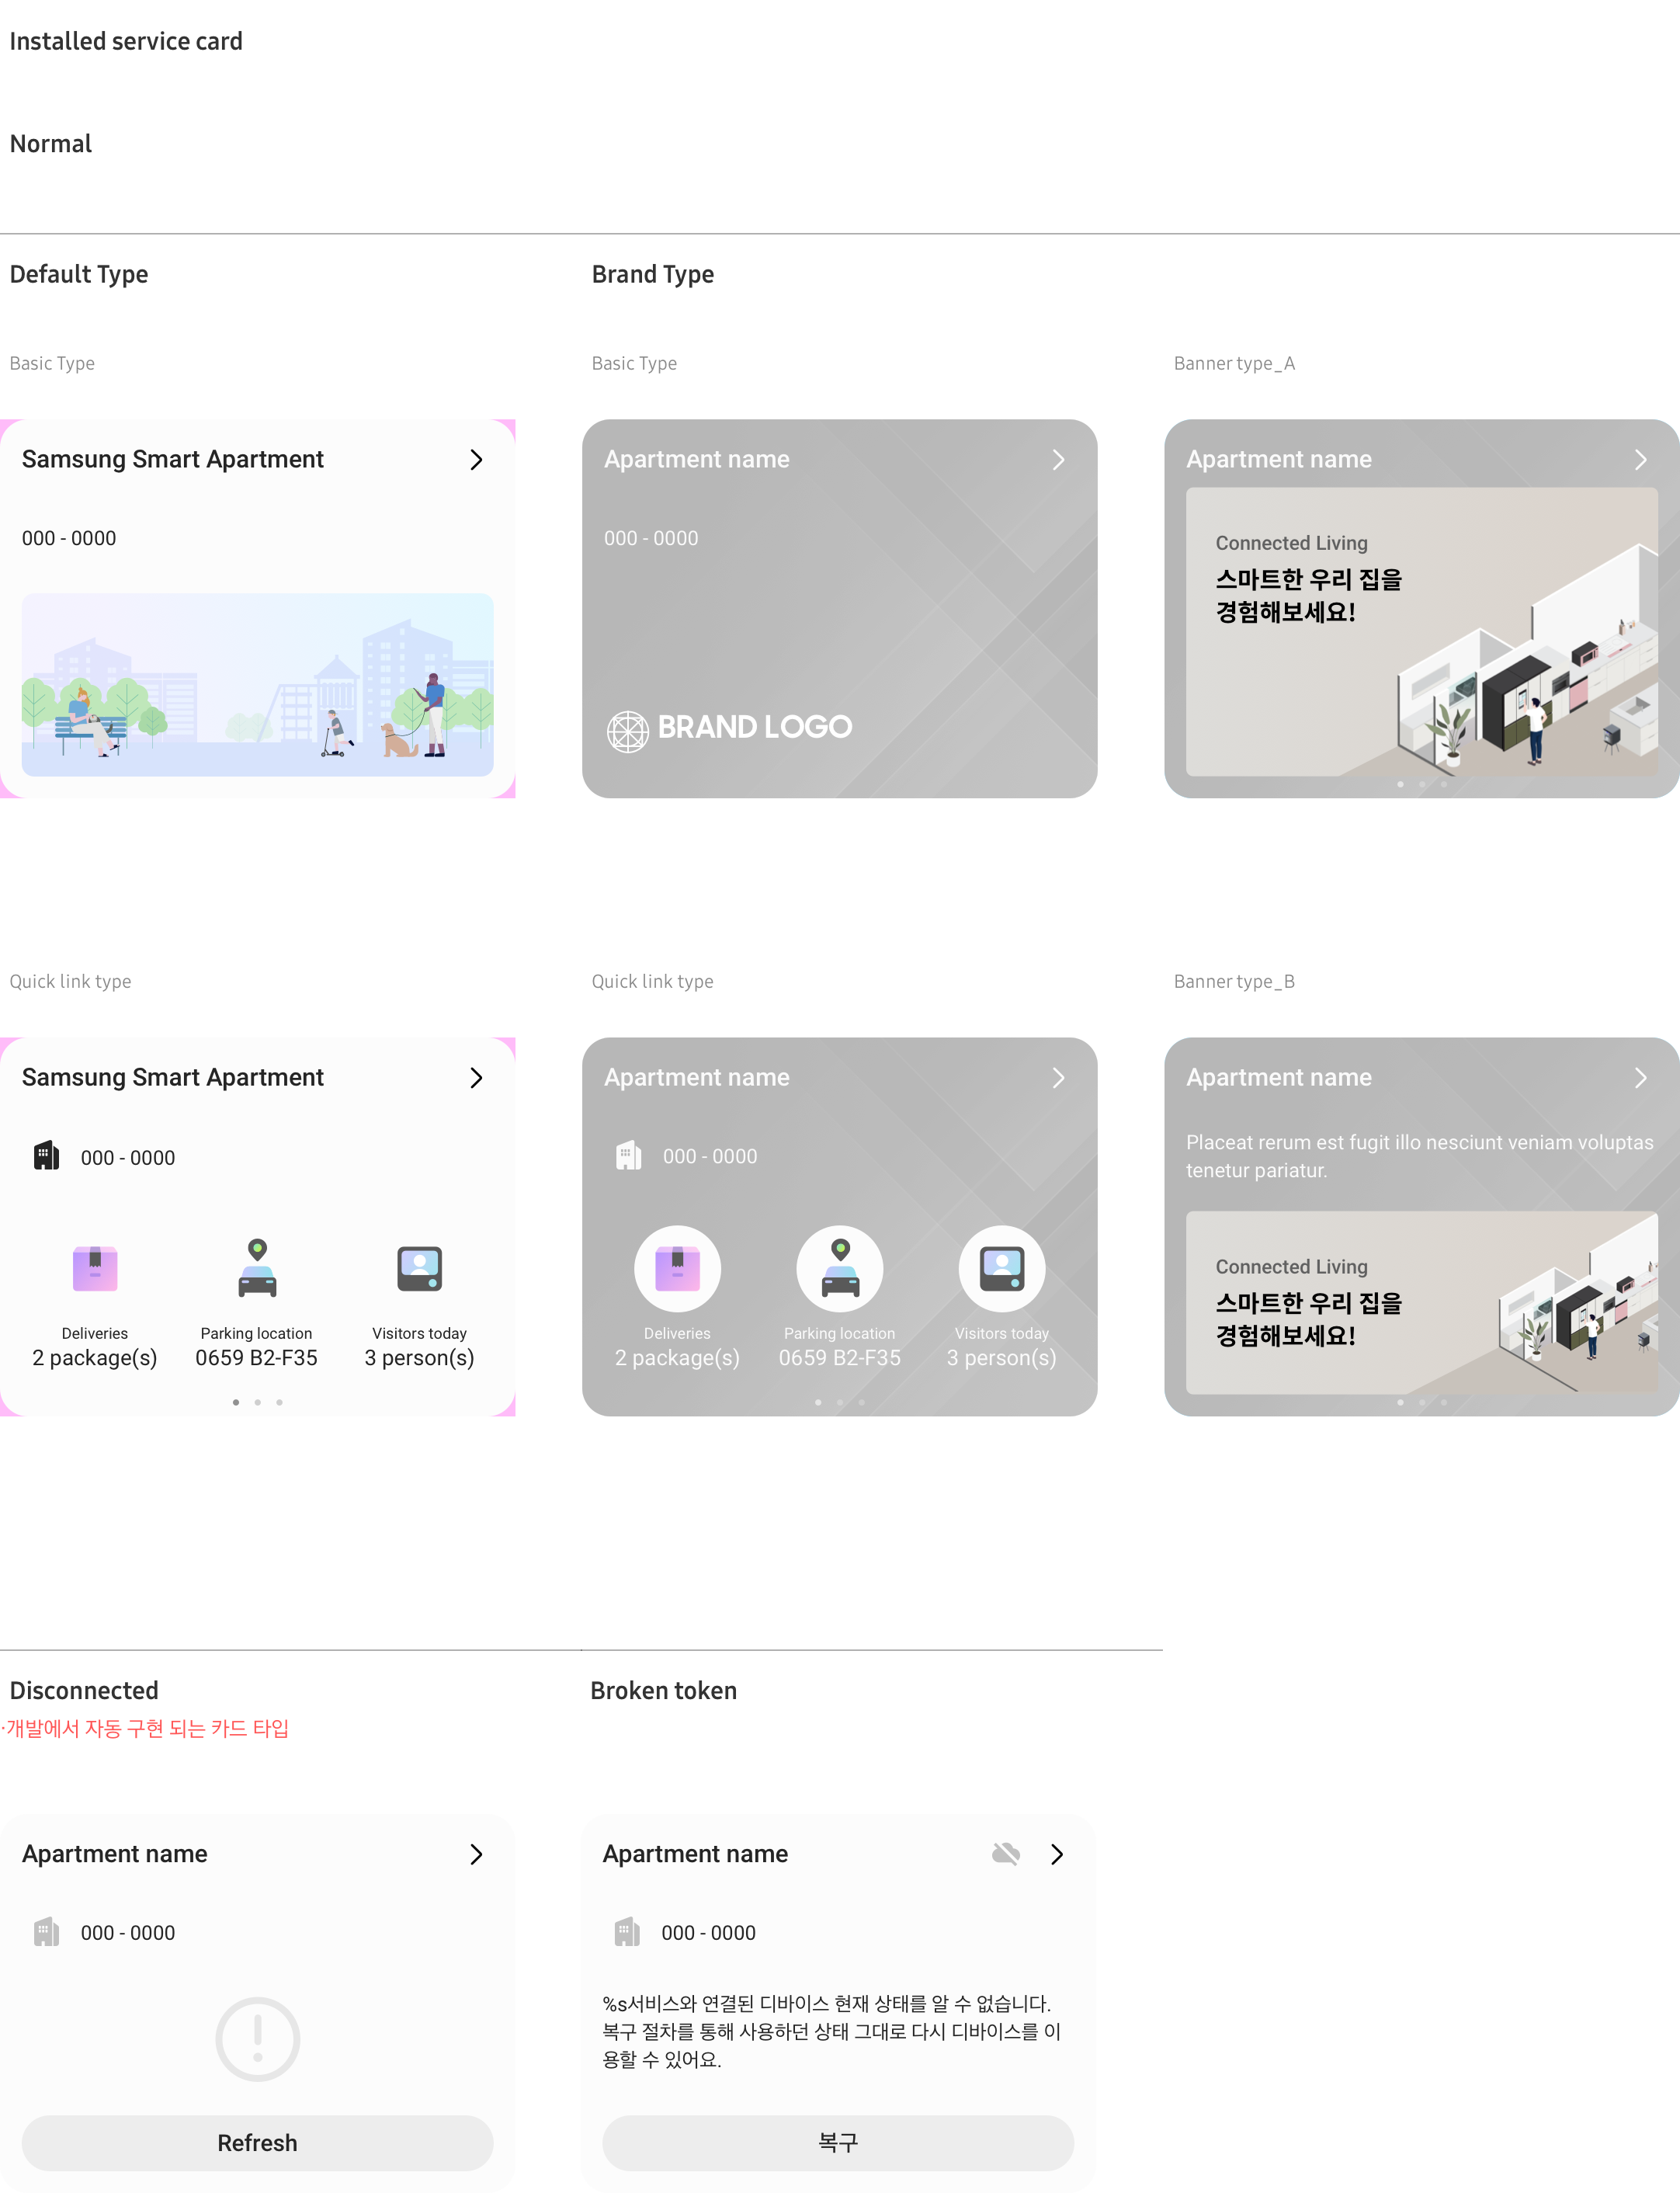 Installed service card
Normal
Default Type
Brand Type
Basic Type
Basic Type
Banner type_A
Samsung Smart Apartment
000 - 0000
Apartment name
000 - 0000
BRAND LOGO
Apartment name
Connected Living
스마트한 우리 집을
경험해보세요!
Quick link type
Quick link type
Banner type_B
Samsung Smart Apartment
000 - 0000
Deliveries
2 package(s)
Parking location
0659 B2-F35
Visitors today
3 person(s)
Apartment name
000 - 0000
Deliveries
2 package(s)
Parking location
0659 B2-F35
Visitors today
3 person(s)
Apartment name
Placeat rerum est fugit illo nesciunt veniam voluptas
tenetur pariatur.
Connected Living
스마트한 우리 집을
경험해보세요!
Disconnected
·개발에서 자동 구현 되는 카드 타입
Broken token
Apartment name
000 - 0000
Refresh
Apartment name
000 - 0000
%s서비스와 연결된 디바이스 현재 상태를 알 수 없습니다.
복구 절차를 통해 사용하던 상태 그대로 다시 디바이스를 이
용할 수 있어요.
복구